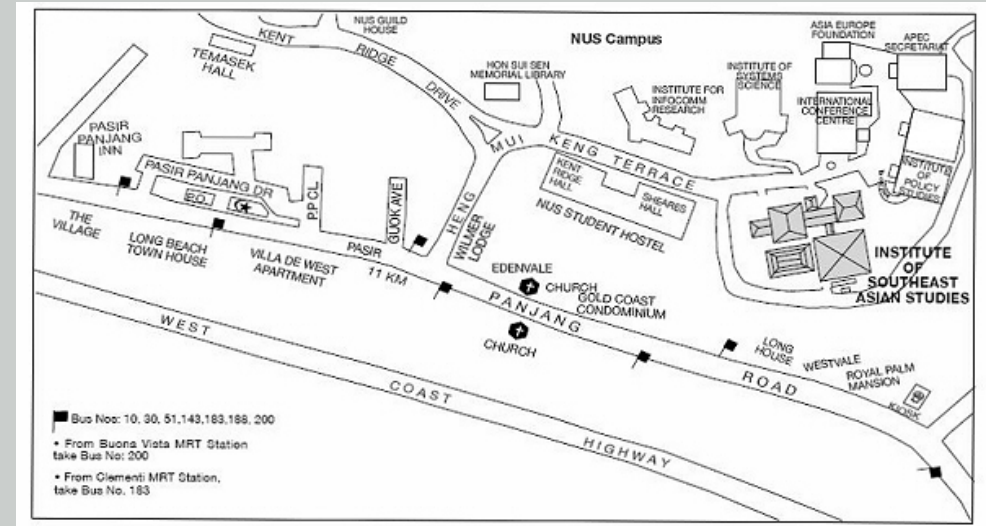 NUS GUILD
HOUSE
KENT RIDGE DRIVE
TEMASEK
HALL
NUS Campus
HON SUI SEN
MEMORIAL LIBRARY
INSTITUTE FOR
INFOCOMM
RESEARCH
INSTITUTE OF
SYSTEMS
SCIENCE
ASIA EUROPE
FOUNDATION
APEC
SECRETARIAT
INTERNATIONAL
CONFERENCE
CENTRE
INSTITUTE
OF
POLICY
STUDIES
PASIR
PANJANG
INN
PASIR PANJANG DR
P.O.
P.P CL
GUOK AVE
HENG MUI KENG TERRACE
WILMER
LODGE
KENT
RIDGE
HALL
SHEARES
HALL
NUS STUDENT HOSTEL
INSTITUTE
OF
SOUTHEAST
ASIAN STUDIES
THE
VILLAGE
LONG BEACH
TOWN HOUSE
VILLA DE WEST
APARTMENT
PASIR PANJANG ROAD
11 KM
EDENVALE
CHURCH
GOLD COAST
CONDOMINIUM
CHURCH
LONG
HOUSE
WESTVALE
ROYAL PALM
MANSION
KIOSK
WEST COAST HIGHWAY
Bus Nos: 10, 30, 51,143,183,188, 200
• From Buona Vista MRT Station
take Bus No: 200
• From Clementi MRT Station,
take Bus No. 183